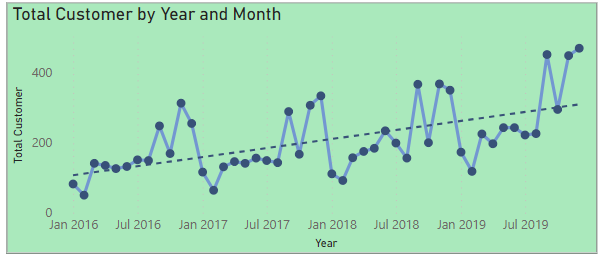 Total Customer by Year and Month
Total Customer
400
200
0
Jan 2016 Jul 2016 Jan 2017 Jul 2017 Jan 2018 Jul 2018 Jan 2019 Jul 2019
Year